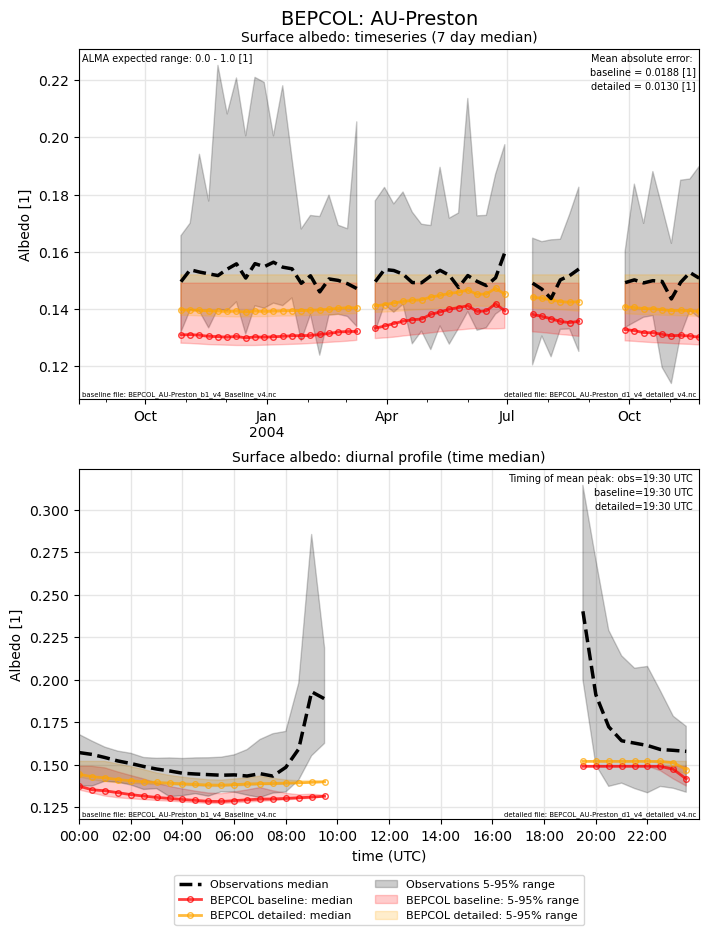 BEPCOL: AU-Preston
Surface albedo: timeseries (7 day median)
ALMA expected range: 0.0 - 1.0 [1]
Mean absolute error:
baseline = 0.0188 [1]
detailed = 0.0130 [1]
0.22
0.20
0.18
0.16
0.14
0.12
Albedo [1]
baseline file: BEPCOL_AU-Preston_b1_v4_Baseline_v4.nc
detailed file: BEPCOL_AU-Preston_d1_v4_detailed_v4.nc
Oct Jan Apr Jul Oct
2004
Surface albedo: diurnal profile (time median)
Timing of mean peak: obs=19:30 UTC
baseline=19:30 UTC
detailed=19:30 UTC
0.300
0.275
0.250
0.225
0.200
0.175
0.150
0.125
Albedo [1]
baseline file: BEPCOL_AU-Preston_b1_v4_Baseline_v4.nc
detailed file: BEPCOL_AU-Preston_d1_v4_detailed_v4.nc
00:00 02:00 04:00 06:00 08:00 10:00 12:00 14:00 16:00 18:00 20:00 22:00
time (UTC)
Observations median
BEPCOL baseline: median
BEPCOL detailed: median
Observations 5-95% range
BEPCOL baseline: 5-95% range
BEPCOL detailed: 5-95% range